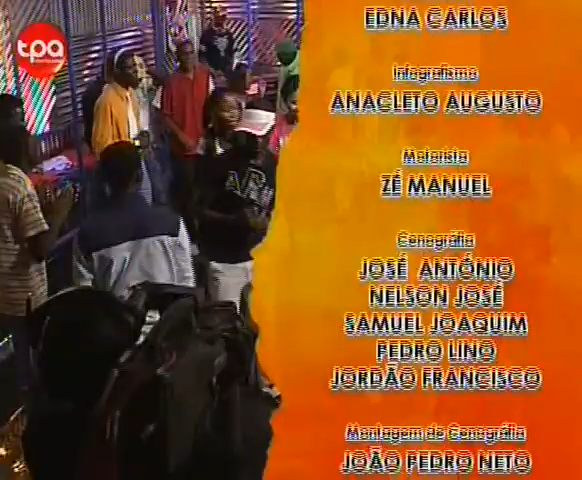 tpa
EDNA CARLOS
Infografismo
ANACLETO AUGUSTO
Motorista
ZÉ MANUEL
Cenografia
JOSÉ ANTÓNIO
NELSON JOSÉ
SAMUEL JOAQUIM
PEDRO LINO
JORDÃO FRANCISCO
Montagem de Cenografia
JOÃO PEDRO NETO